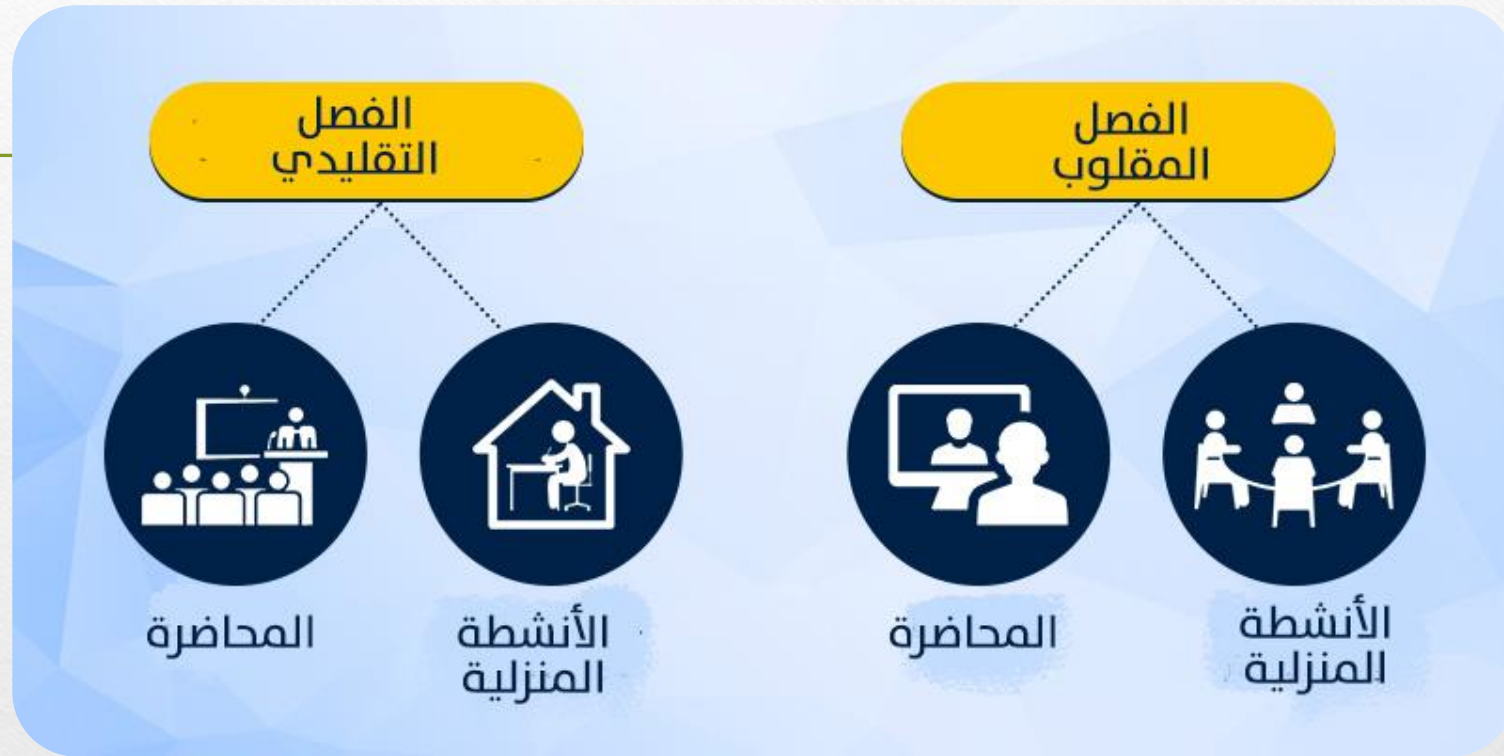 الفصل
المقلوب
الأنشطة
المنزلية
المحاضرة
الفصل
التقليدي
الأنشطة
المنزلية
المحاضرة